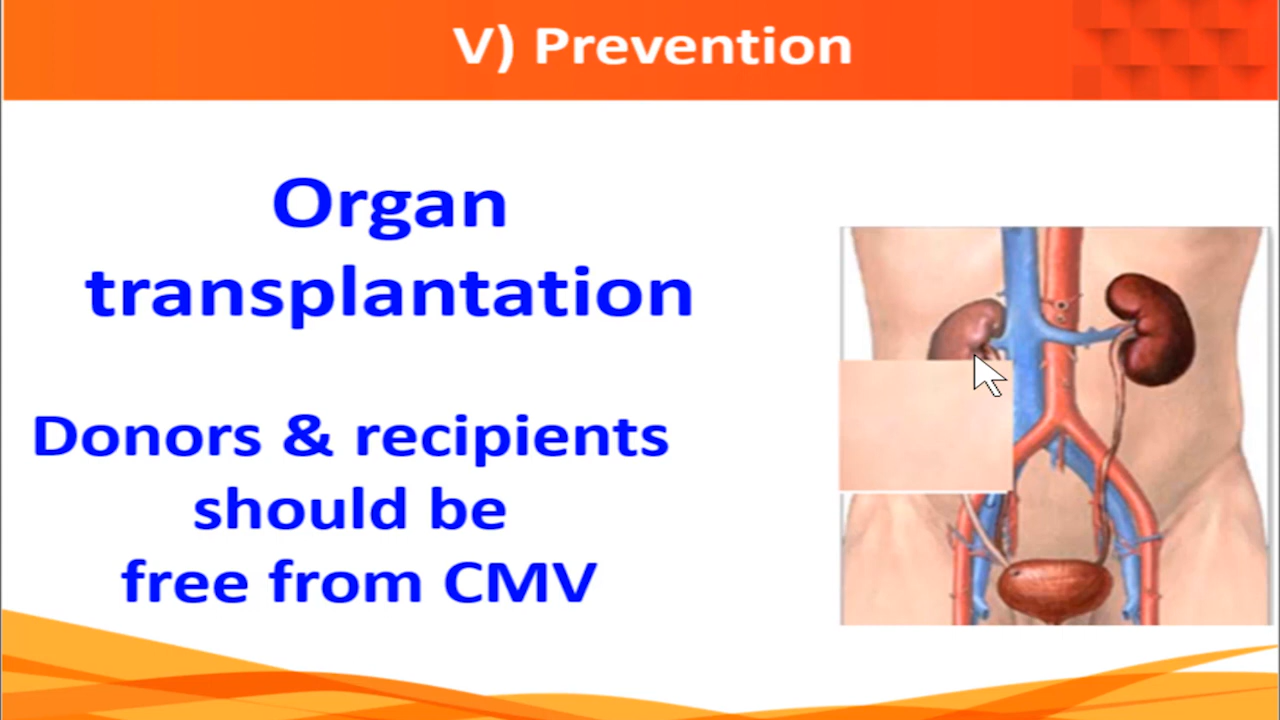 V) Prevention
Organ
transplantation
Donors & recipients
should be
free from CMV